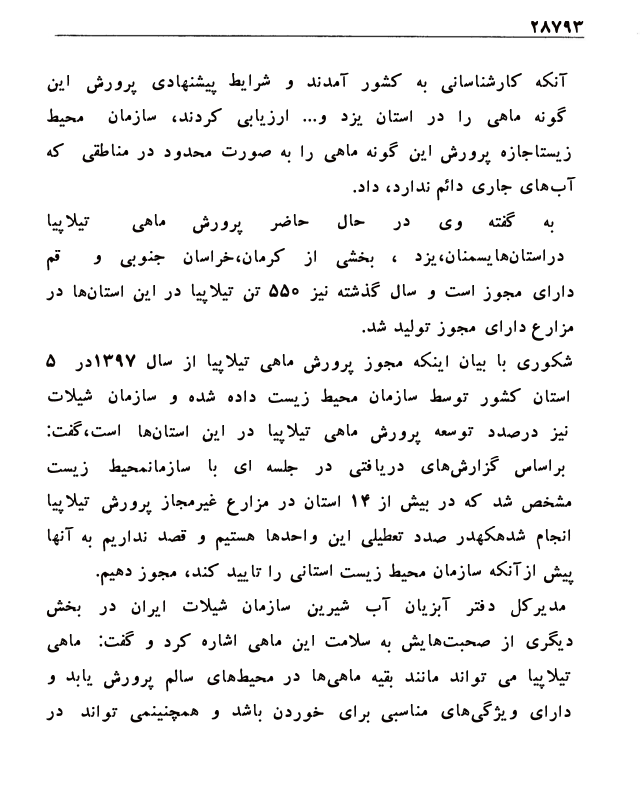 ۲۸۷۹۳
آنکه کارشناسانی به کشور آمدند و شرایط پیشنهادی پرورش این
گونه ماهی را در استان یزد و... ارزیابی کردند، سازمان محیط
زیستاجازه پرورش این گونه ماهی را به صورت محدود در مناطقی که
آب‌های جاری دائم ندارد، داد.
به گفته وی در حال حاضر پرورش ماهی تیلاپیا
دراستان‌هایسمنان،یزد ، بخشی از کرمان،خراسان جنوبی و قم
دارای مجوز است و سال گذشته نیز ۵۵۰ تن تیلاپیا در این استان‌ها در
مزارع دارای مجوز تولید شد.
شکوری با بیان اینکه مجوز پرورش ماهی تیلاپیا از سال ۱۳۹۷در ۵
استان کشور توسط سازمان محیط زیست داده شده و سازمان شیلات
نیز درصدد توسعه پرورش ماهی تیلاپیا در این استان‌ها است،گفت:
براساس گزارش‌های دریافتی در جلسه ای با سازمانمحیط زیست
مشخص شد که در بیش از ۱۴ استان در مزارع غیرمجاز پرورش تیلاپیا
انجام شدهکهدر صدد تعطیلی این واحدها هستیم و قصد نداریم به آنها
پیش ازآنکه سازمان محیط زیست استانی را تایید کند، مجوز دهیم.
مدیرکل دفتر آبزیان آب شیرین سازمان شیلات ایران در بخش
دیگری از صحبت‌هایش به سلامت این ماهی اشاره کرد و گفت: ماهی
تیلاپیا می تواند مانند بقیه ماهی‌ها در محیط‌های سالم پرورش یابد و
دارای ویژگی‌های مناسبی برای خوردن باشد و همچنینمی تواند در